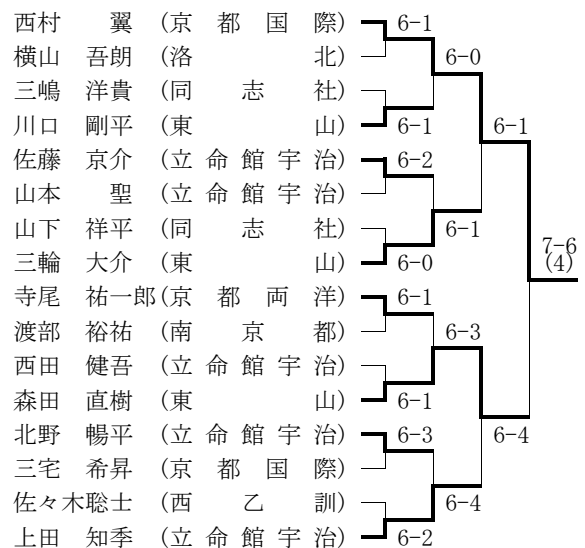 西村　翼 (京都国際)
6-1
横山 吾朗 (洛北)
6-0
三嶋 洋貴 (同志社)
川口 剛平 (東山)
6-1
6-1
佐藤 京介 (立命館宇治)
6-2
山本　聖 (立命館宇治)
山下 祥平 (同志社)
6-1
三輪 大介 (東山)
6-0
7-6
(4)
寺尾 祐一郎(京都両洋)
6-1
渡部 裕祐 (南京都)
6-3
西田 健吾 (立命館宇治)
森田 直樹 (東山)
6-1
北野 暢平 (立命館宇治)
6-3
6-4
三宅 希昇 (京都国際)
佐々木聡士 (西乙訓)
6-4
上田 知季 (立命館宇治)
6-2